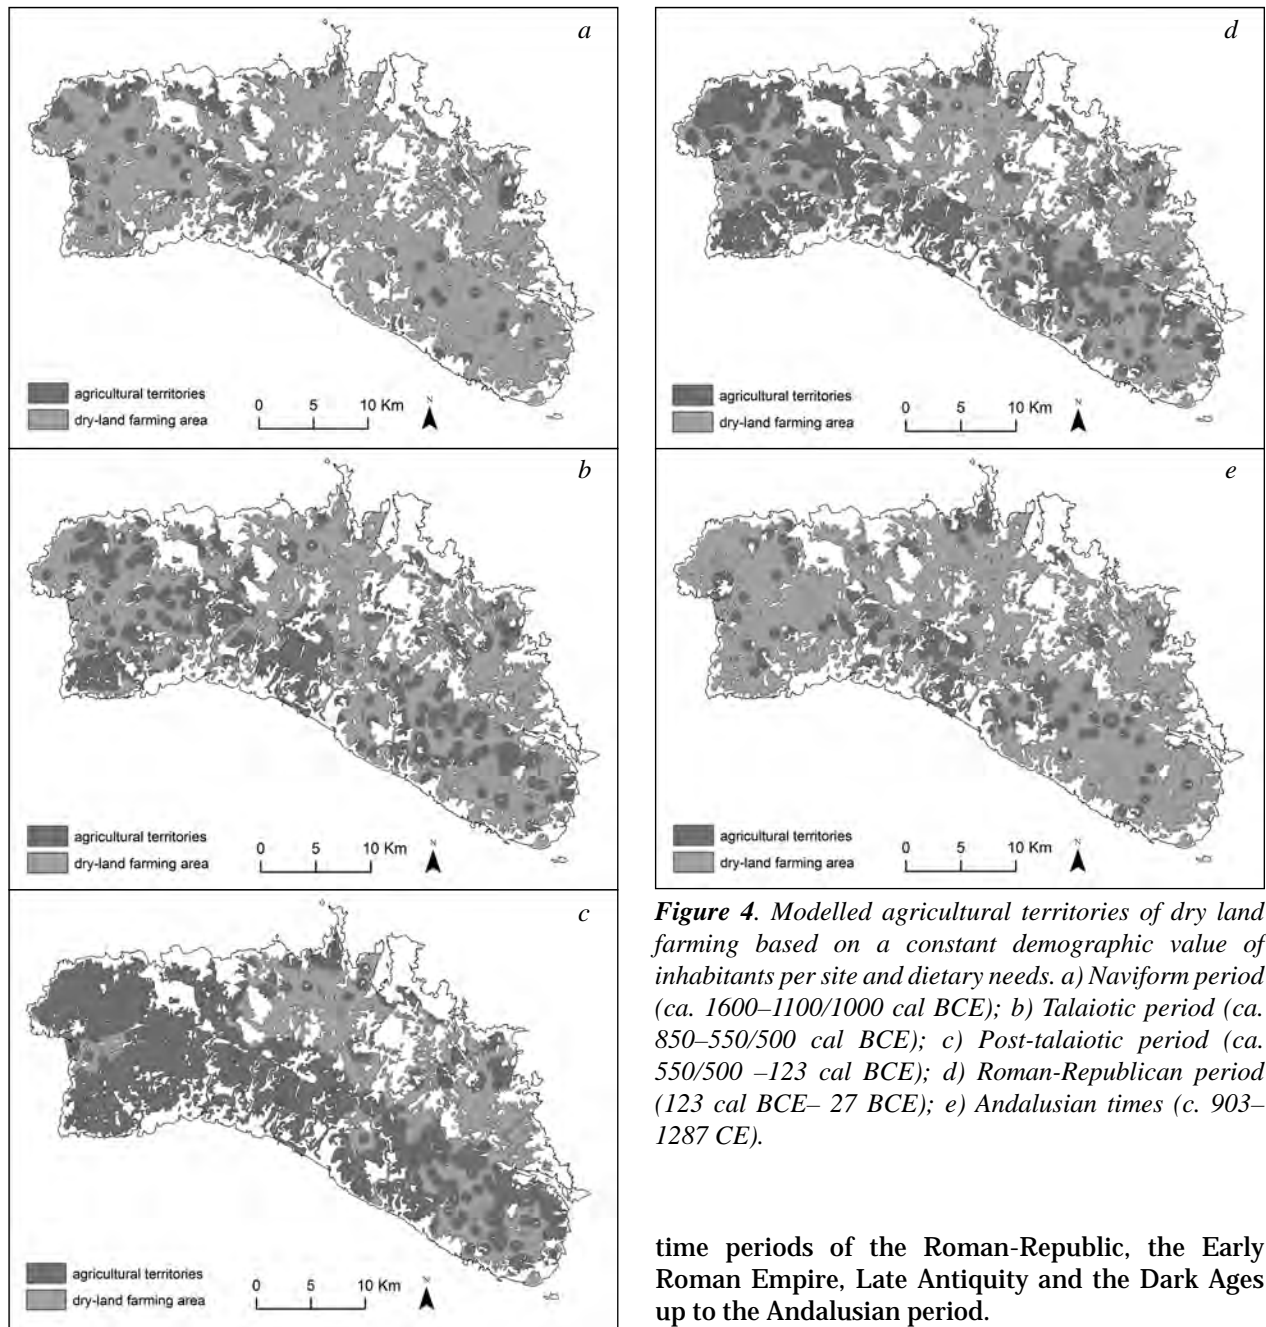 a
agricultural territories
dry-land farming area
0 5 10 Km
N
b
agricultural territories
dry-land farming area
0 5 10 Km
N
c
agricultural territories
dry-land farming area
0 5 10 Km
N
d
agricultural territories
dry-land farming area
0 5 10 Km
N
e
agricultural territories
dry-land farming area
0 5 10 Km
N
Figure 4. Modelled agricultural territories of dry land
farming based on a constant demographic value of
inhabitants per site and dietary needs. a) Naviform period
(ca. 1600–1100/1000 cal BCE); b) Talaiotic period (ca.
850–550/500 cal BCE); c) Post-talaiotic period (ca.
550/500 –123 cal BCE); d) Roman-Republican period
(123 cal BCE– 27 BCE); e) Andalusian times (c. 903–
1287 CE).
time periods of the Roman-Republic, the Early
Roman Empire, Late Antiquity and the Dark Ages
up to the Andalusian period.